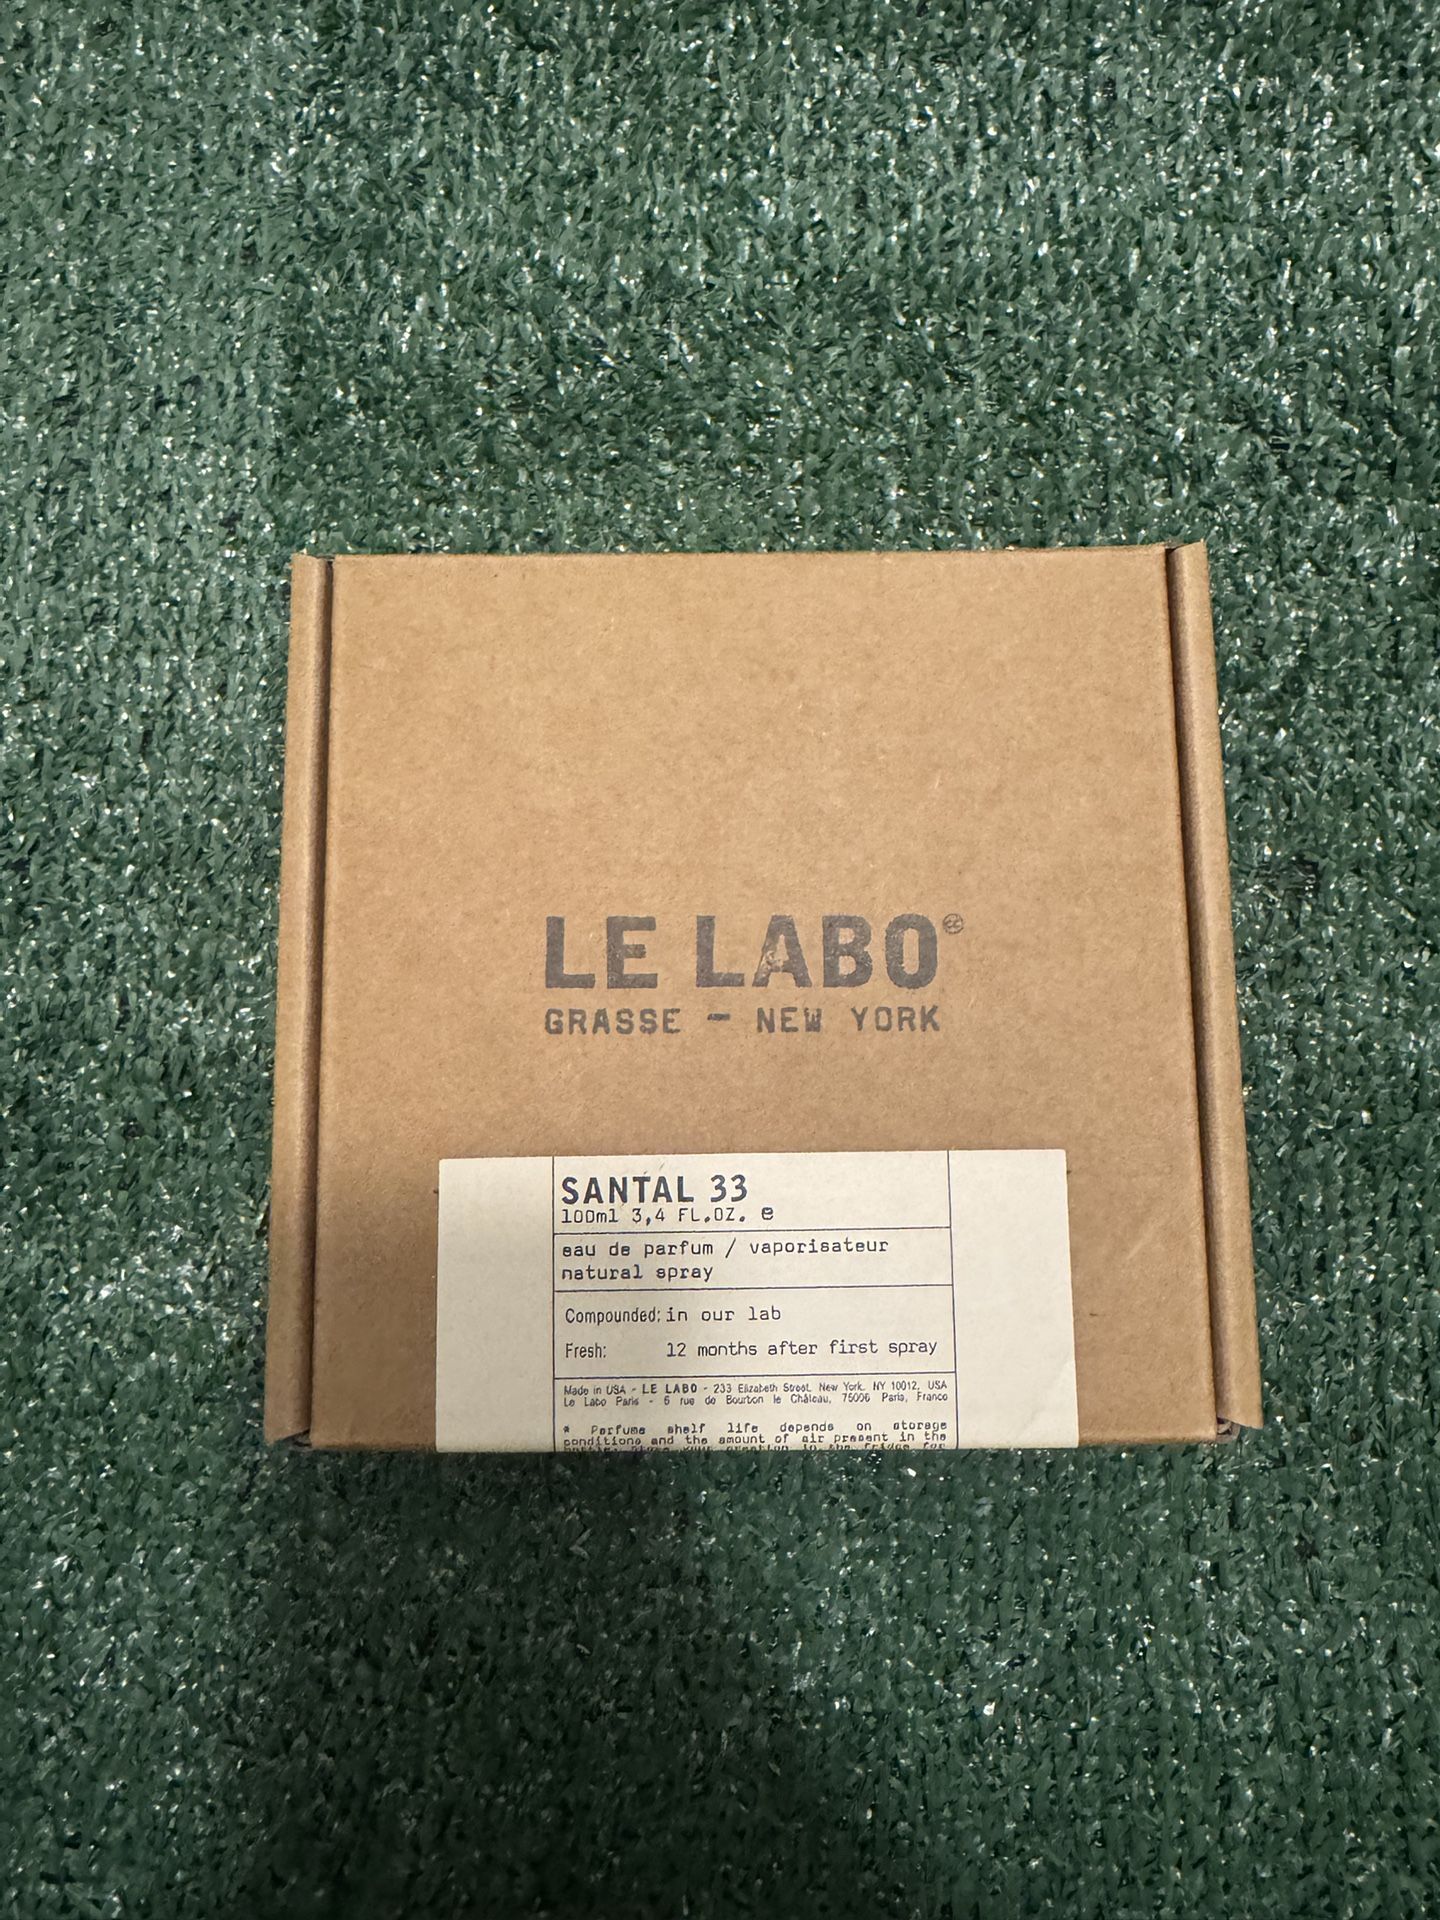 LE LABO®
GRASSE - NEW YORK
SANTAL 33
100ml 3,4 FL.OZ. e
eau de parfum / vaporisateur
natural spray
Compounded: in our lab
Fresh: 12 months after first spray
Made in USA - LE LABO - 233 Elizabeth Street, New York, NY 10012, USA
Le Labo Paris - 6 rue de Bourbon le Château, 75006 Paris, France
* Perfume shelf life depends on storage
conditions and the amount of air present in the